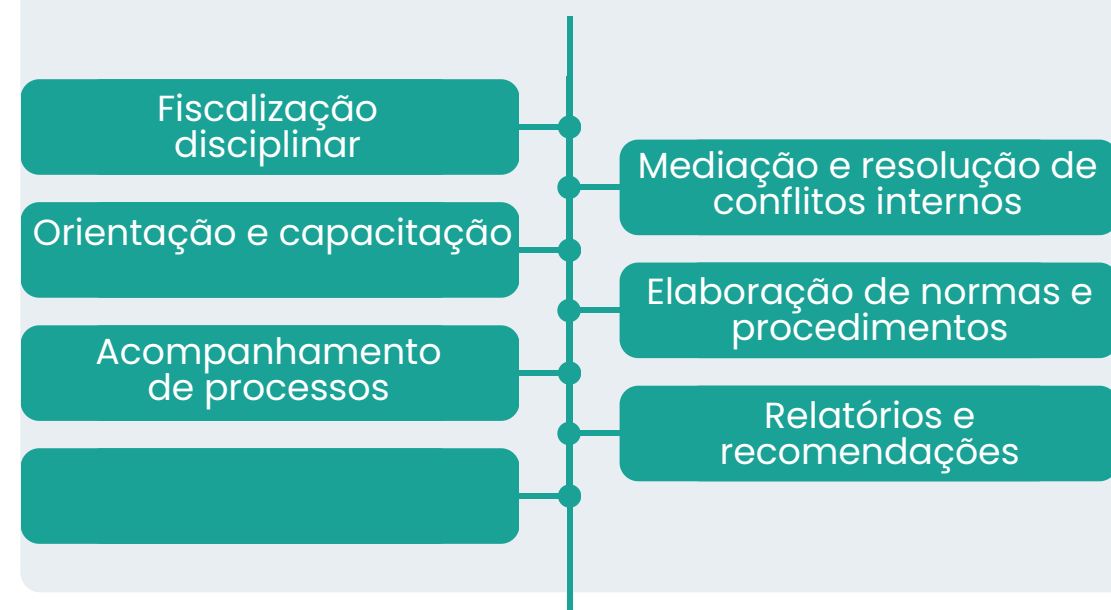 Fiscalização
disciplinar
Mediação e resolução de
conflitos internos
Orientação e capacitação
Elaboração de normas e
procedimentos
Acompanhamento
de processos
Relatórios e
recomendações